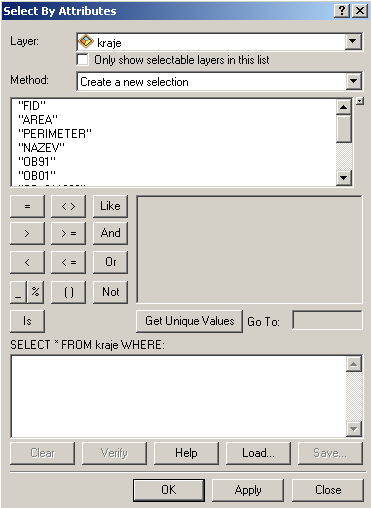 Select By Attributes
Layer: kraje
Only show selectable layers in this list
Method: Create a new selection
"FID"
"AREA"
"PERIMETER"
"NAZEV"
"OB91"
"OB01"
= < > Like
> > = And
< < = Or
_ % ( ) Not
Is Get Unique Values Go To:
SELECT * FROM kraje WHERE:
Clear Verify Help Load... Save...
OK Apply Close